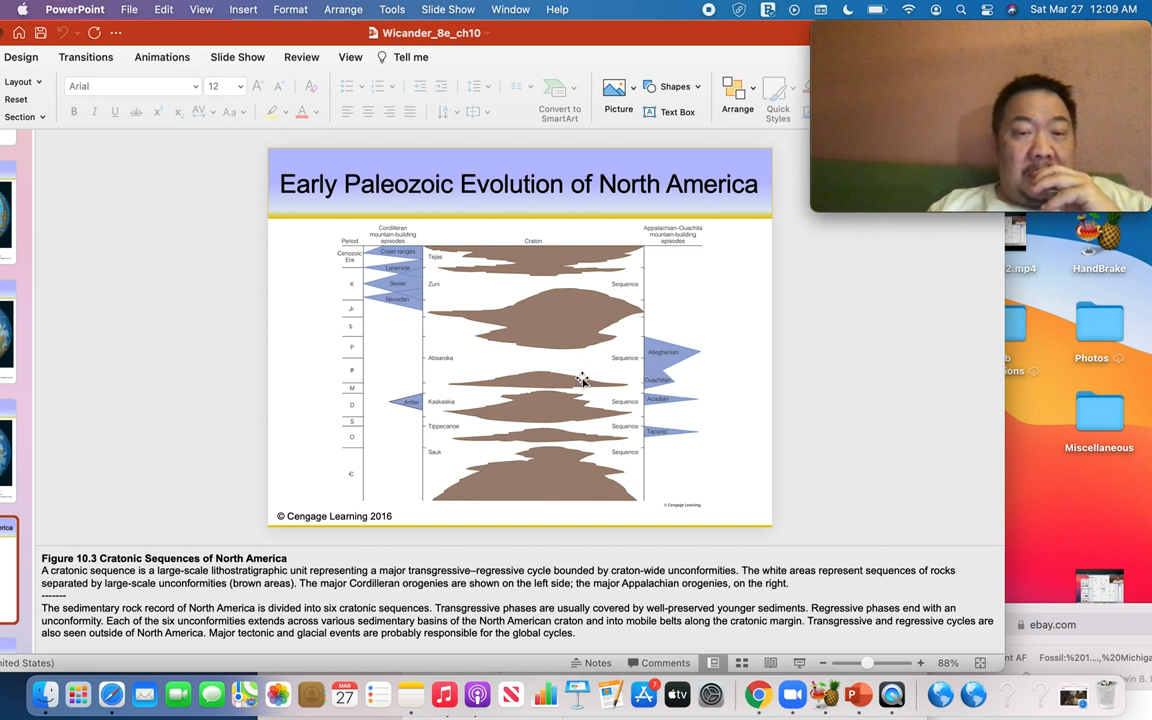 PowerPoint File Edit View Insert Format Arrange Tools Slide Show Window Help Sat Mar 27 12:09 AM
Wicander_8e_ch10
Design Transitions Animations Slide Show Review View Tell me
Layout
Reset
Section
Arial 12
Convert to
SmartArt
Picture
Shapes
Text Box
Arrange
Quick
Styles
Early Paleozoic Evolution of North America
Period
Cordilleran
mountain-building
episodes
Craton
Appalachian–Ouachita
mountain-building
episodes
Cenozoic
Era
Coast ranges
Tejas
Laramide
K
Sevier
Zuni
Sequence
Nevadan
P
Absaroka
Sequence
Alleghenian
Ouachitan
M
D
Antler
Kaskaskia
Sequence
Acadian
S
Tippecanoe
Sequence
Taconic
O
Sauk
Sequence
© Cengage Learning
© Cengage Learning 2016
Figure 10.3 Cratonic Sequences of North America
A cratonic sequence is a large-scale lithostratigraphic unit representing a major transgressive–regressive cycle bounded by craton-wide unconformities. The white areas represent sequences of rocks
separated by large-scale unconformities (brown areas). The major Cordilleran orogenies are shown on the left side; the major Appalachian orogenies, on the right.
-------
The sedimentary rock record of North America is divided into six cratonic sequences. Transgressive phases are usually covered by well-preserved younger sediments. Regressive phases end with an
unconformity. Each of the six unconformities extends across various sedimentary basins of the North American craton and into mobile belts along the cratonic margin. Transgressive and regressive cycles are
also seen outside of North America. Major tectonic and glacial events are probably responsible for the global cycles.
nited States)
Notes Comments 88%
2.mp4
HandBrake
Photos
Miscellaneous
ebay.com
MAR
27
7